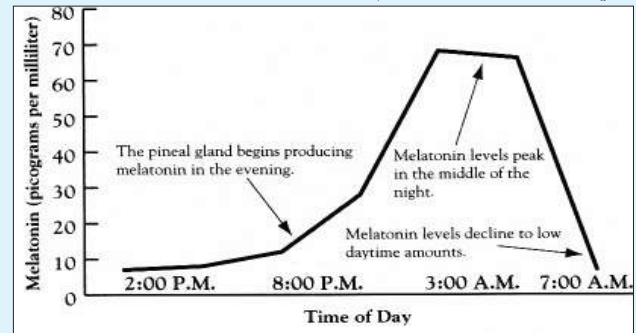 Melatonin (picograms per milliliter)
80
70
60
50
40
30
20
10
0
The pineal gland begins producing
melatonin in the evening.
Melatonin levels peak
in the middle of the
night.
Melatonin levels decline to low
daytime amounts.
2:00 P.M. 8:00 P.M. 3:00 A.M. 7:00 A.M.
Time of Day